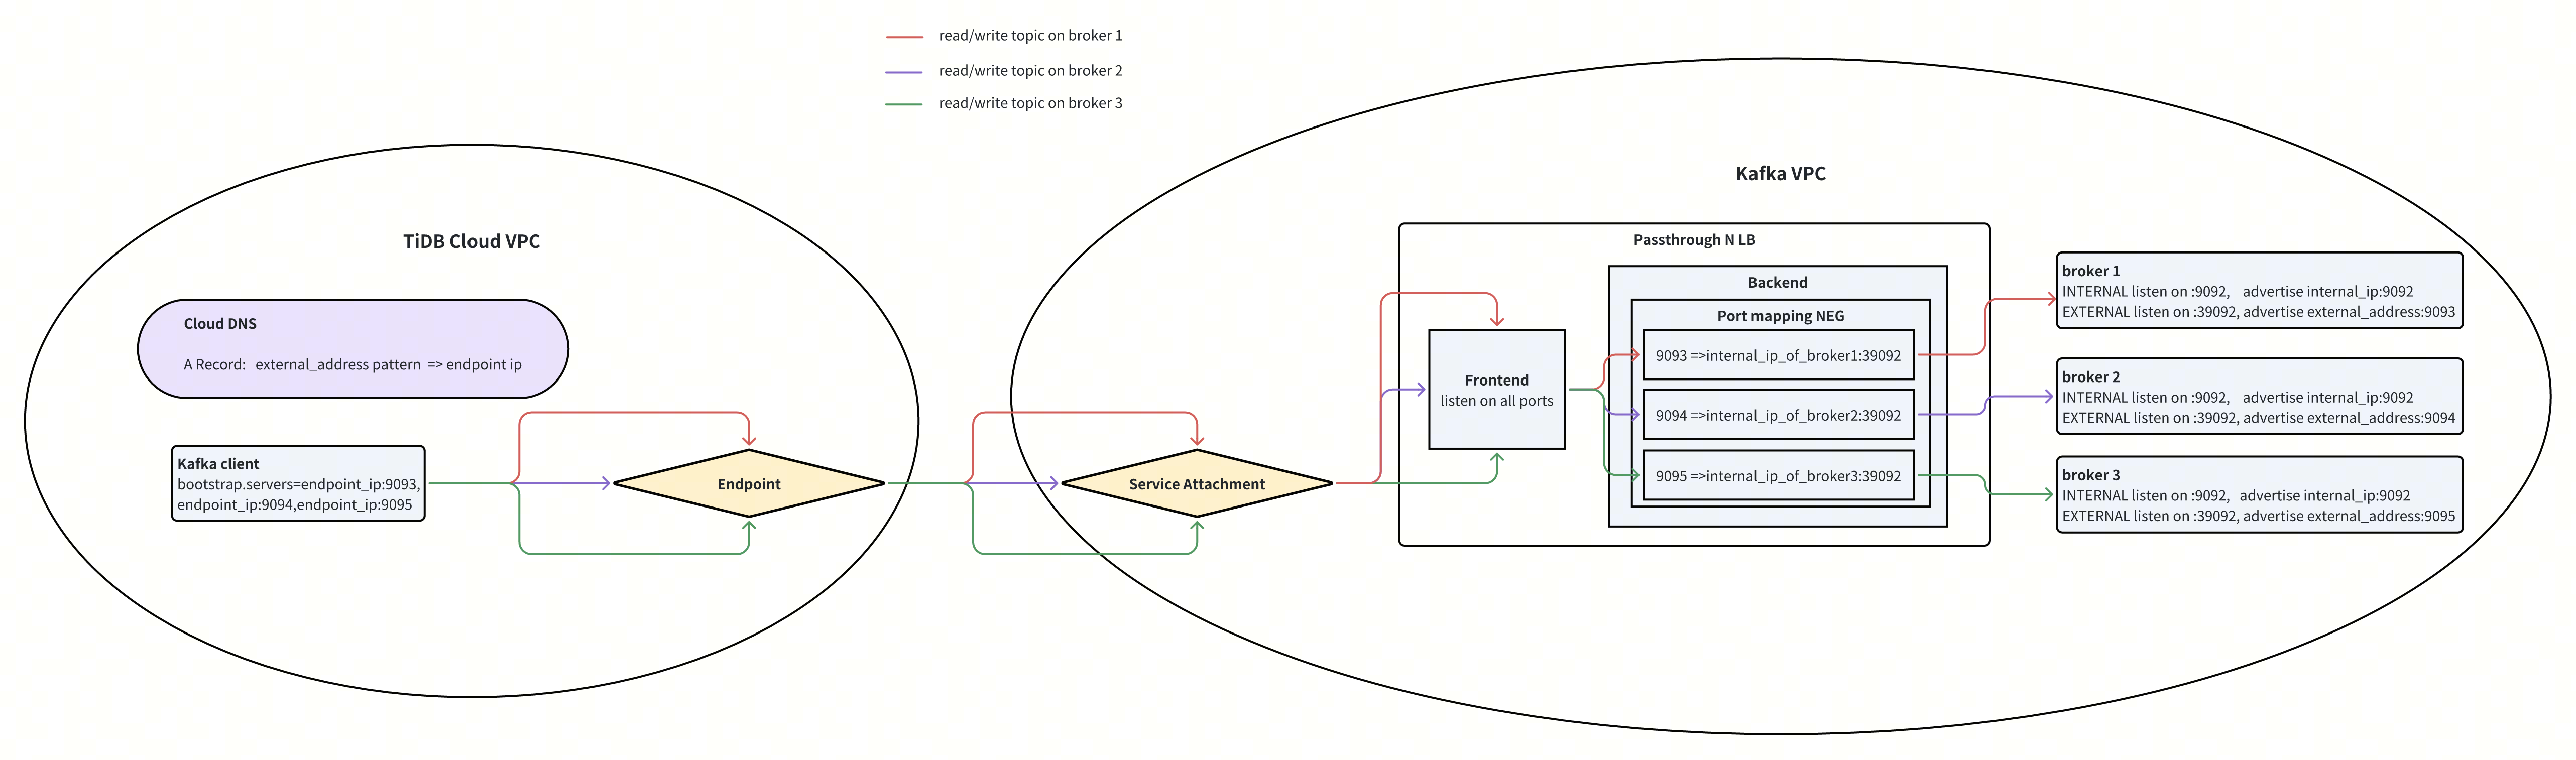 read/write topic on broker 1
read/write topic on broker 2
read/write topic on broker 3
TiDB Cloud VPC
Cloud DNS
A Record: external_address pattern => endpoint ip
Kafka client
bootstrap.servers=endpoint_ip:9093,
endpoint_ip:9094,endpoint_ip:9095
Endpoint
Kafka VPC
Service Attachment
Passthrough N LB
Frontend
listen on all ports
Backend
Port mapping NEG
9093 =>internal_ip_of_broker1:39092
9094 =>internal_ip_of_broker2:39092
9095 =>internal_ip_of_broker3:39092
broker 1
INTERNAL listen on :9092, advertise internal_ip:9092
EXTERNAL listen on :39092, advertise external_address:9093
broker 2
INTERNAL listen on :9092, advertise internal_ip:9092
EXTERNAL listen on :39092, advertise external_address:9094
broker 3
INTERNAL listen on :9092, advertise internal_ip:9092
EXTERNAL listen on :39092, advertise external_address:9095